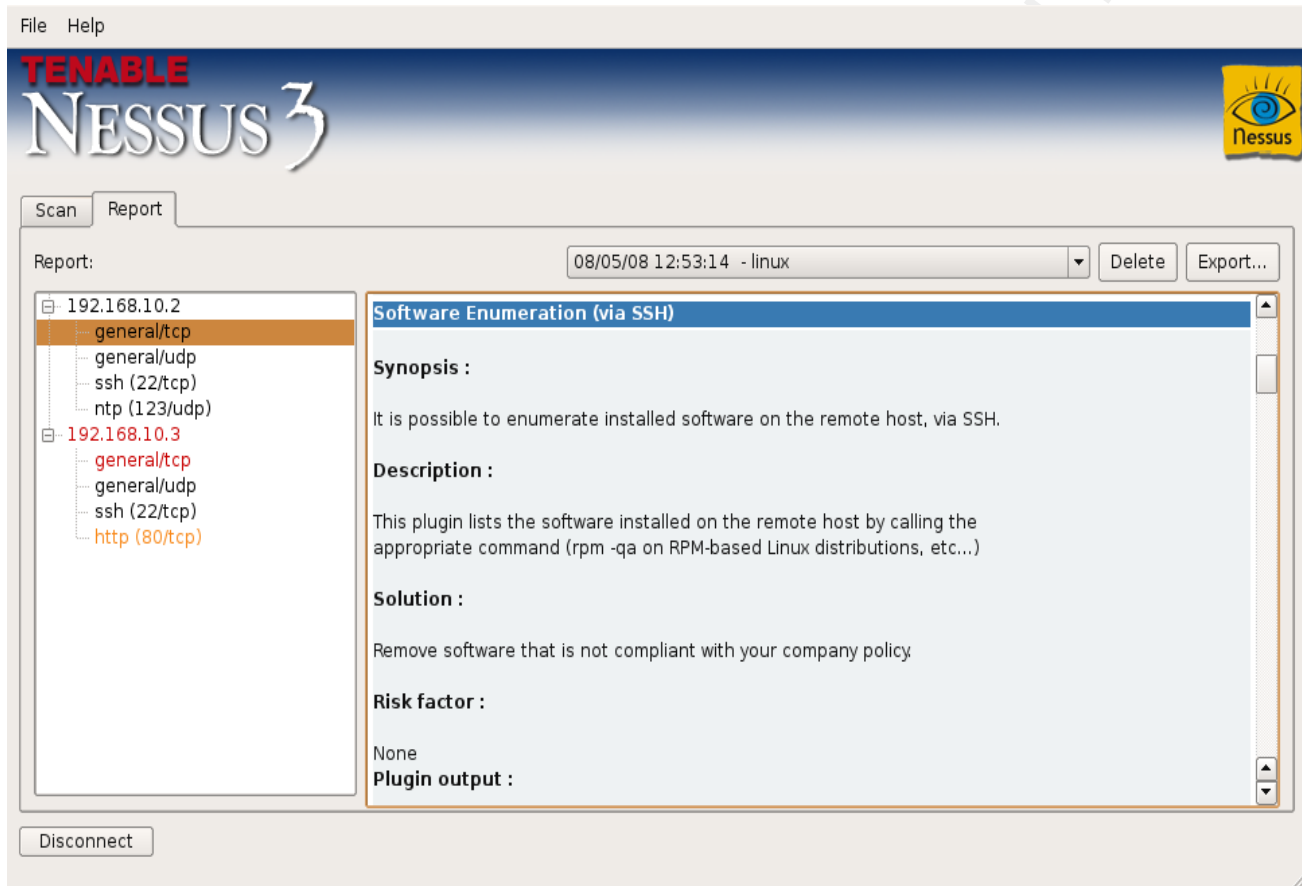 File Help
TENABLE
NESSUS 3
Nessus
Scan Report
Report:
08/05/08 12:53:14 - linux
Delete
Export...
192.168.10.2
general/tcp
general/udp
ssh (22/tcp)
ntp (123/udp)
192.168.10.3
general/tcp
general/udp
ssh (22/tcp)
http (80/tcp)
Software Enumeration (via SSH)
Synopsis :
It is possible to enumerate installed software on the remote host, via SSH.
Description :
This plugin lists the software installed on the remote host by calling the
appropriate command (rpm -qa on RPM-based Linux distributions, etc...)
Solution :
Remove software that is not compliant with your company policy.
Risk factor :
None
Plugin output :
Disconnect